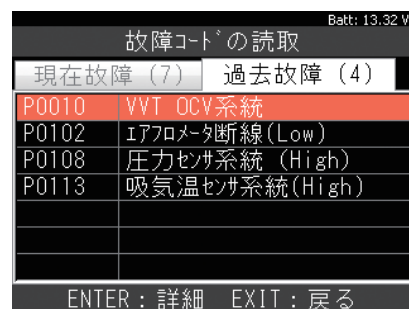 Batt: 13.32 V
故障ｺｰﾄﾞの読取
現在故障 (7) 過去故障 (4)
P0010 VVT OCV系統
P0102 ｴｱﾌﾛﾒｰﾀ断線(Low)
P0108 圧力ｾﾝｻ系統 (High)
P0113 吸気温ｾﾝｻ系統(High)
ENTER：詳細 EXIT：戻る